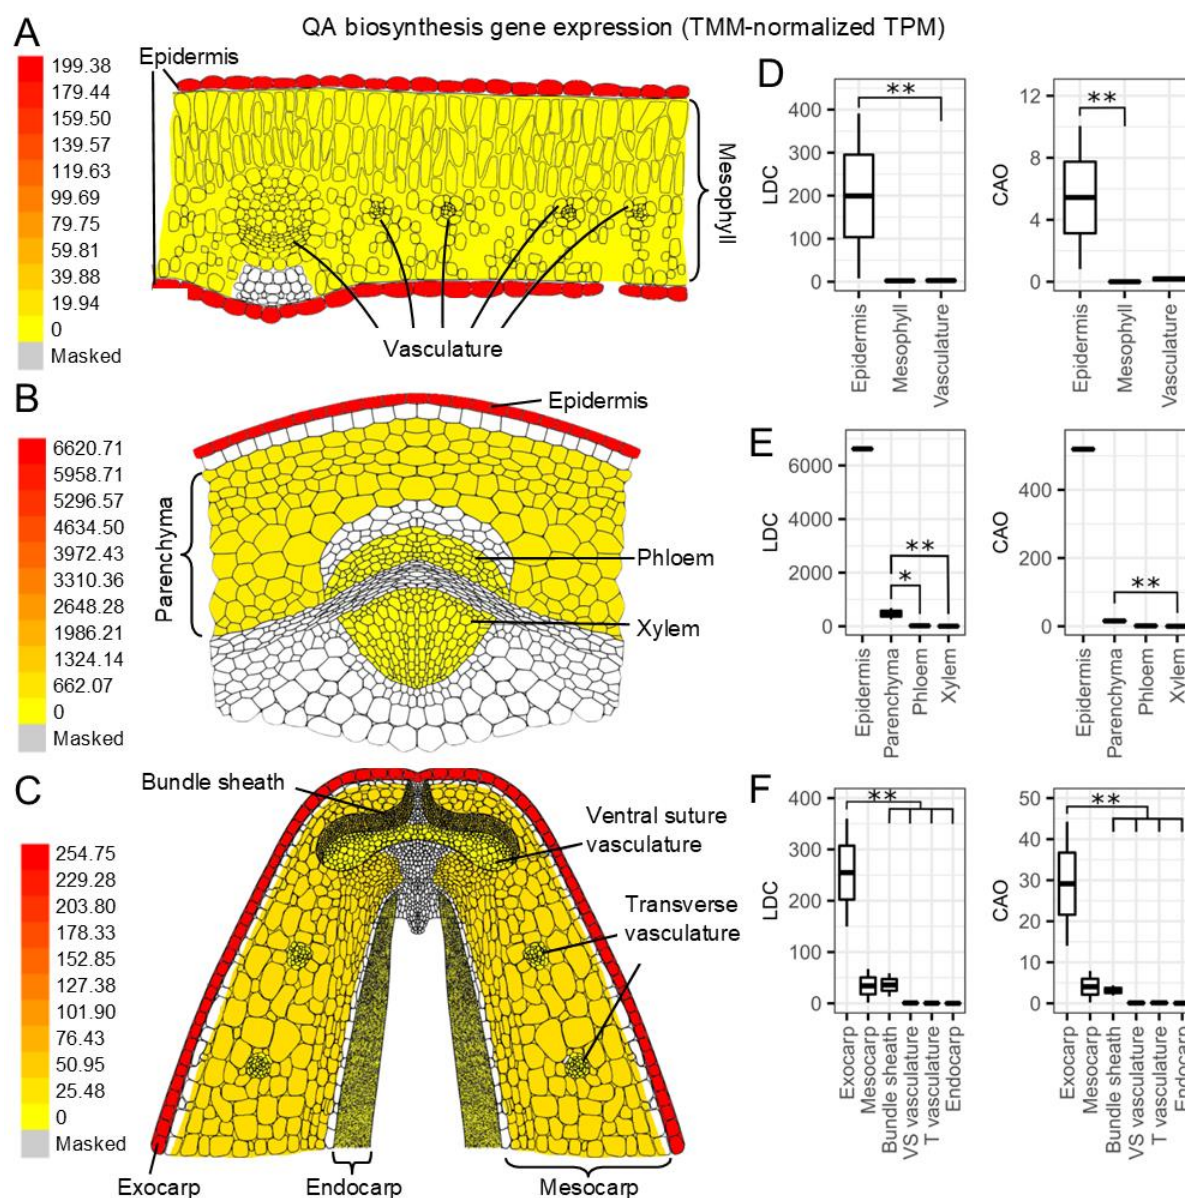 QA biosynthesis gene expression (TMM-normalized TPM)
A
199.38
179.44
159.50
139.57
119.63
99.69
79.75
59.81
39.88
19.94
0
Masked
Epidermis
Mesophyll
Vasculature
D
LDC
400
300
200
100
0
**
Epidermis
Mesophyll
Vasculature
CAO
12
8
4
0
**
Epidermis
Mesophyll
Vasculature
B
6620.71
5958.71
5296.57
4634.50
3972.43
3310.36
2648.28
1986.21
1324.14
662.07
0
Masked
Epidermis
Parenchyma
Phloem
Xylem
E
LDC
6000
4000
2000
0
**
*
Epidermis
Parenchyma
Phloem
Xylem
CAO
400
200
0
**
Epidermis
Parenchyma
Phloem
Xylem
C
254.75
229.28
203.80
178.33
152.85
127.38
101.90
76.43
50.95
25.48
0
Masked
Bundle sheath
Ventral suture
vasculature
Transverse
vasculature
Exocarp
Endocarp
Mesocarp
F
LDC
400
300
200
100
0
**
Exocarp
Mesocarp
Bundle sheath
VS vasculature
T vasculature
Endocarp
CAO
50
40
30
20
10
0
**
Exocarp
Mesocarp
Bundle sheath
VS vasculature
T vasculature
Endocarp